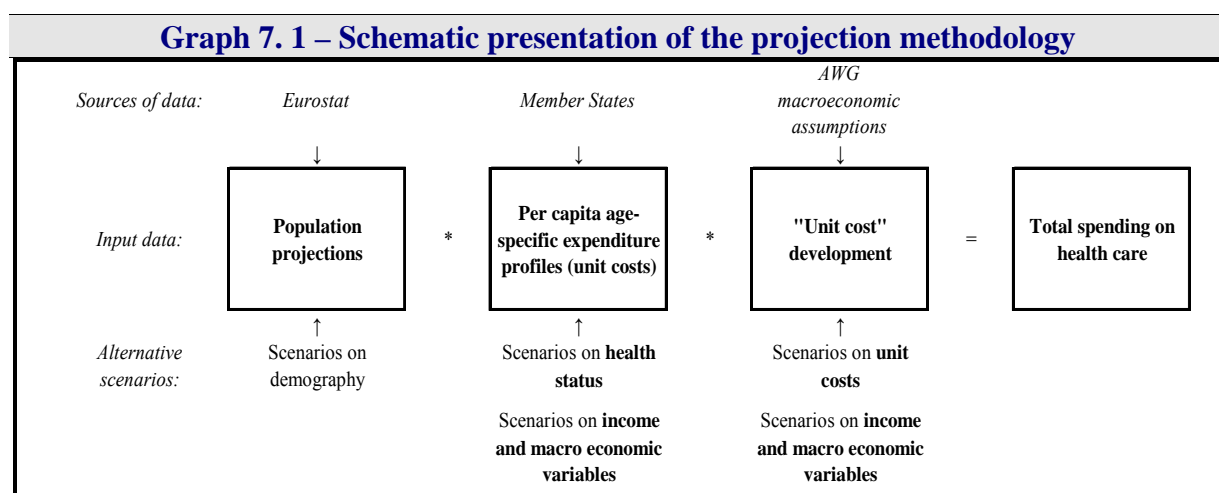 Graph 7. 1 – Schematic presentation of the projection methodology
Sources of data:
Eurostat
Member States
AWG
macroeconomic
assumptions
↓
↓
↓
Input data:
Population
projections
*
Per capita age-
specific expenditure
profiles (unit costs)
*
"Unit cost"
development
=
Total spending on
health care
↑
↑
↑
Alternative
scenarios:
Scenarios on
demography
Scenarios on health
status
Scenarios on unit
costs
Scenarios on income
and macro economic
variables
Scenarios on income
and macro economic
variables